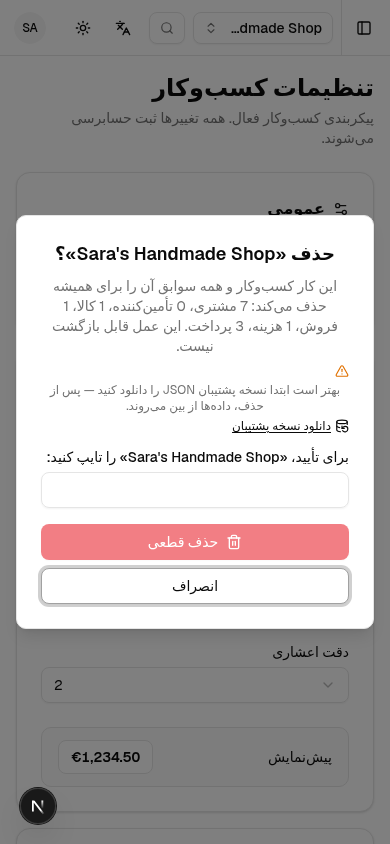 ...dmade Shop
SA
تنظیمات کسب‌وکار
پیکربندی کسب‌وکار فعال. همه تغییرها ثبت حسابرسی
می‌شوند.
عمومی
حذف «Sara's Handmade Shop»؟
این کار کسب‌وکار و همه سوابق آن را برای همیشه
حذف می‌کند: 7 مشتری، 0 تأمین‌کننده، 1 کالا، 1
فروش، 1 هزینه، 3 پرداخت. این عمل قابل بازگشت
نیست.
بهتر است ابتدا نسخه پشتیبان JSON را دانلود کنید — پس از
حذف، داده‌ها از بین می‌روند.
دانلود نسخه پشتیبان
برای تأیید، «Sara's Handmade Shop» را تایپ کنید:
حذف قطعی
انصراف
دقت اعشاری
2
پیش‌نمایش
€1,234.50
N